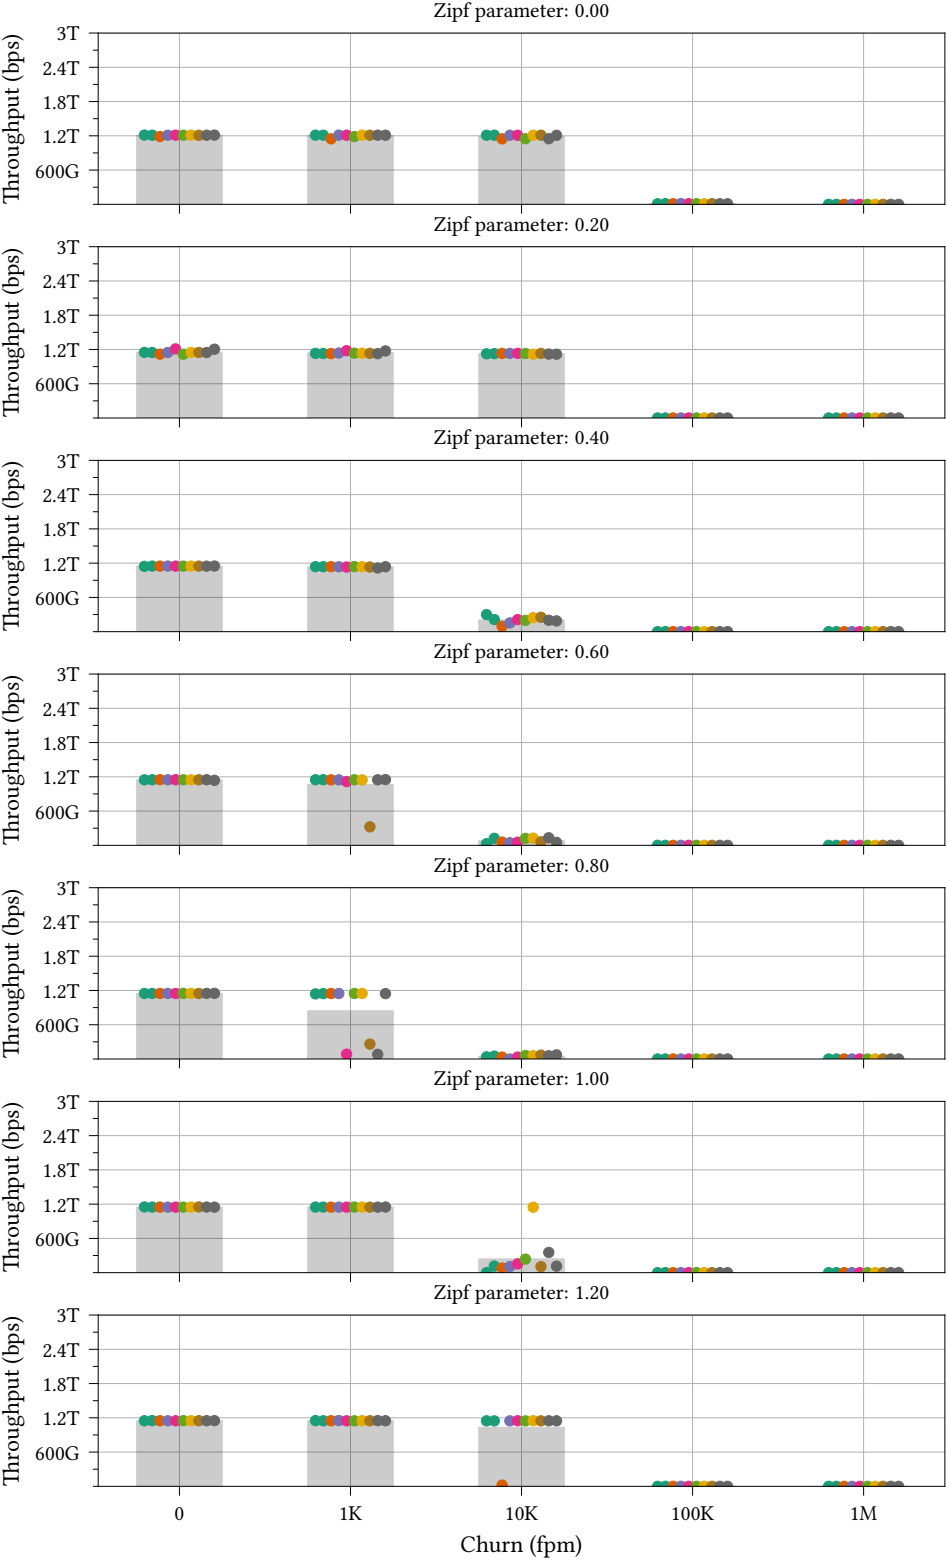 Zipf parameter: 0.00
Throughput (bps)
3T
2.4T
1.8T
1.2T
600G
Zipf parameter: 0.20
Throughput (bps)
3T
2.4T
1.8T
1.2T
600G
Zipf parameter: 0.40
Throughput (bps)
3T
2.4T
1.8T
1.2T
600G
Zipf parameter: 0.60
Throughput (bps)
3T
2.4T
1.8T
1.2T
600G
Zipf parameter: 0.80
Throughput (bps)
3T
2.4T
1.8T
1.2T
600G
Zipf parameter: 1.00
Throughput (bps)
3T
2.4T
1.8T
1.2T
600G
Zipf parameter: 1.20
Throughput (bps)
3T
2.4T
1.8T
1.2T
600G
0 1K 10K 100K 1M
Churn (fpm)